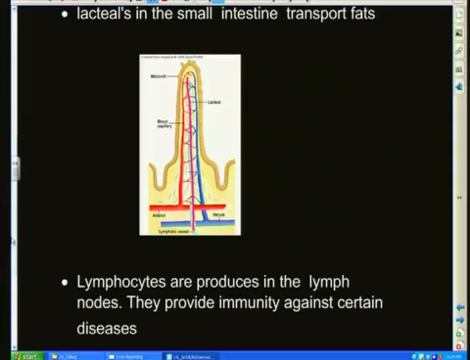 lacteal's in the small intestine transport fats
Microvilli
Lacteal
Blood
capillary
Arteriole
Venule
Lymphatic vessel
Lymphocytes are produces in the lymph
nodes. They provide immunity against certain
diseases
start